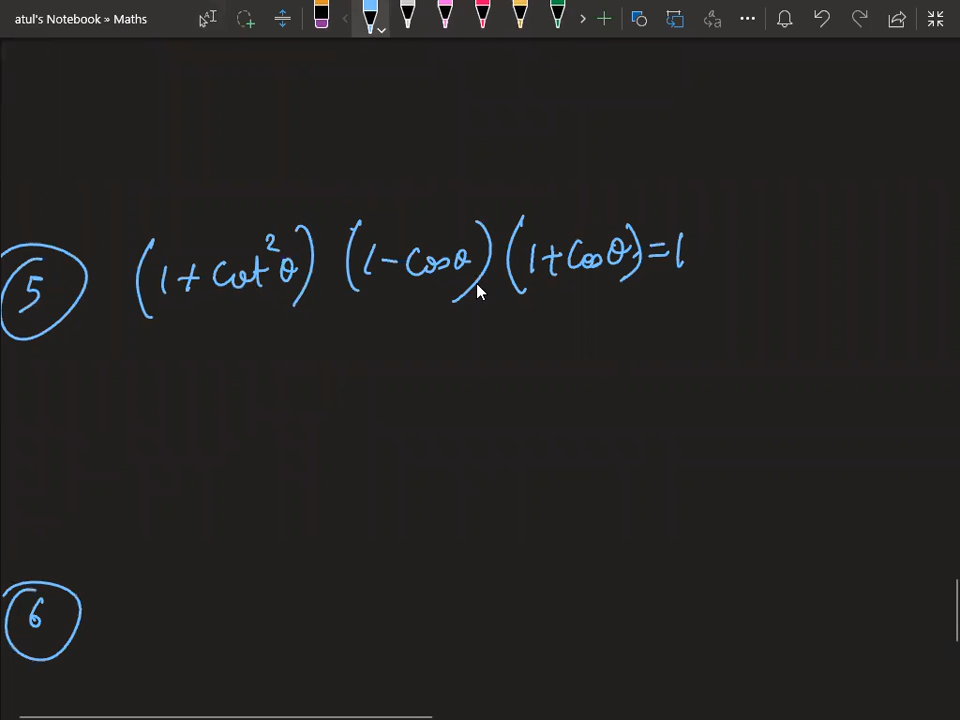 atul's Notebook » Maths
5 (1 + cot²θ) (1 - cosθ) (1 + cosθ) = 1
6